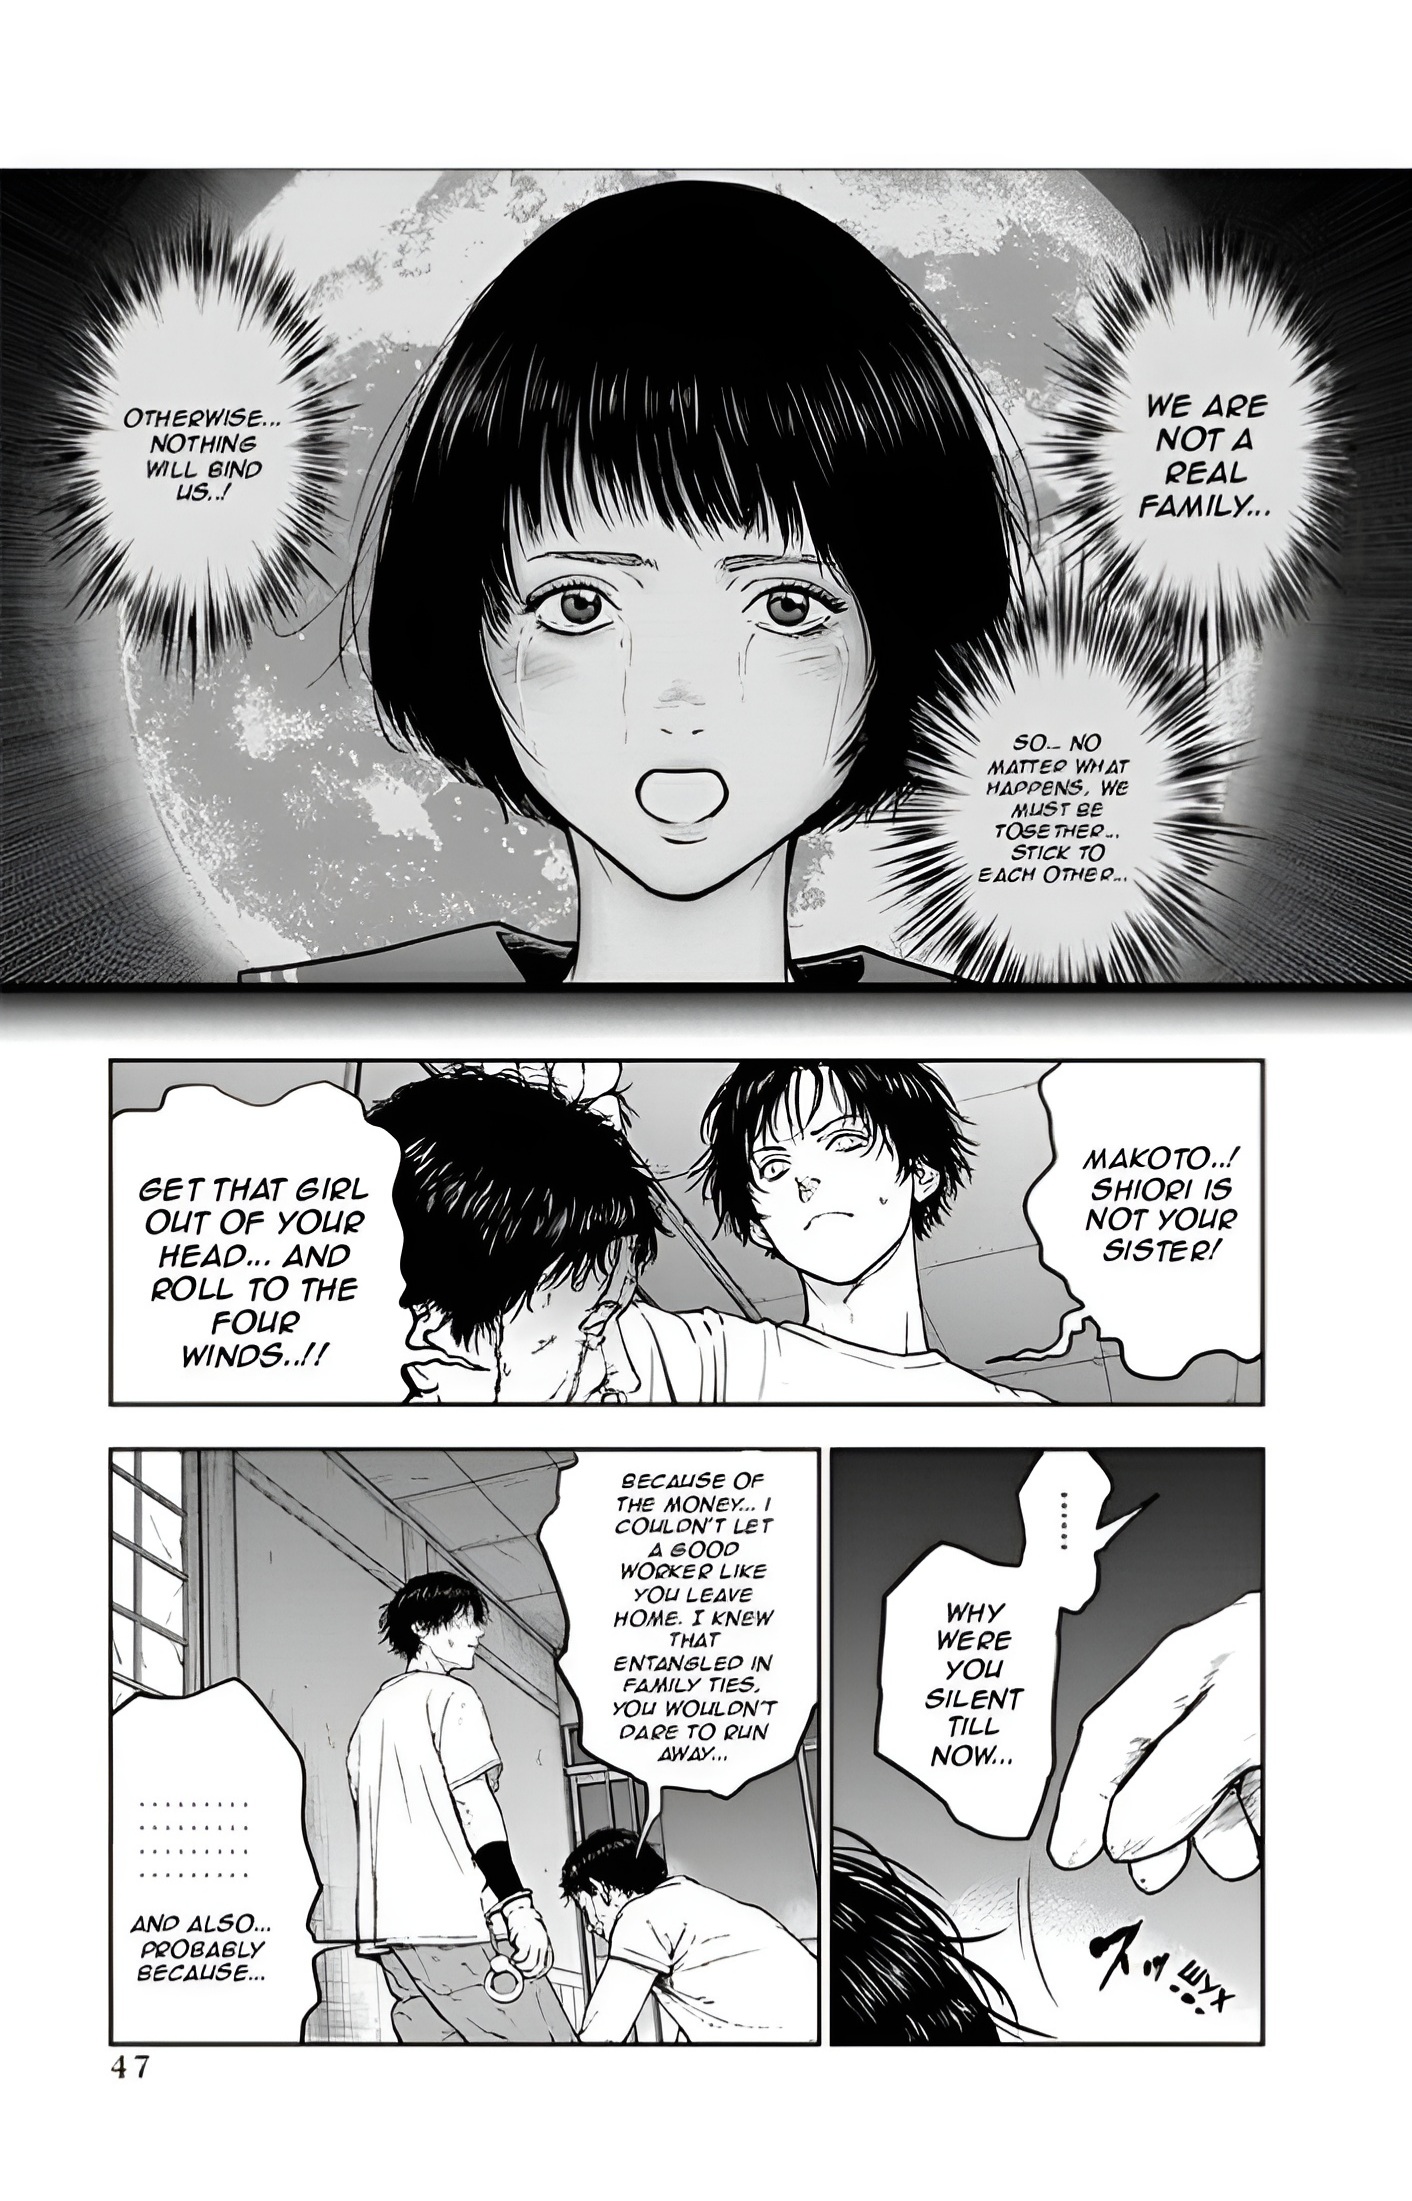 WE ARE
NOT A
REAL
FAMILY...
SO... NO
MATTER WHAT
HAPPENS, WE
MUST BE
TOGETHER...
STICK TO
EACH OTHER...
OTHERWISE...
NOTHING
WILL BIND
US..!
MAKOTO..!
SHIORI IS
NOT YOUR
SISTER!
GET THAT GIRL
OUT OF YOUR
HEAD... AND
ROLL TO THE
FOUR
WINDS..!!
WHY
WERE
YOU
SILENT
TILL
NOW...
ШУХ
BECAUSE OF
THE MONEY... I
COULDN'T LET
A GOOD
WORKER LIKE
YOU LEAVE
HOME. I KNEW
THAT
ENTANGLED IN
FAMILY TIES,
YOU WOULDN'T
DARE TO RUN
AWAY...
AND ALSO...
PROBABLY
BECAUSE...
47